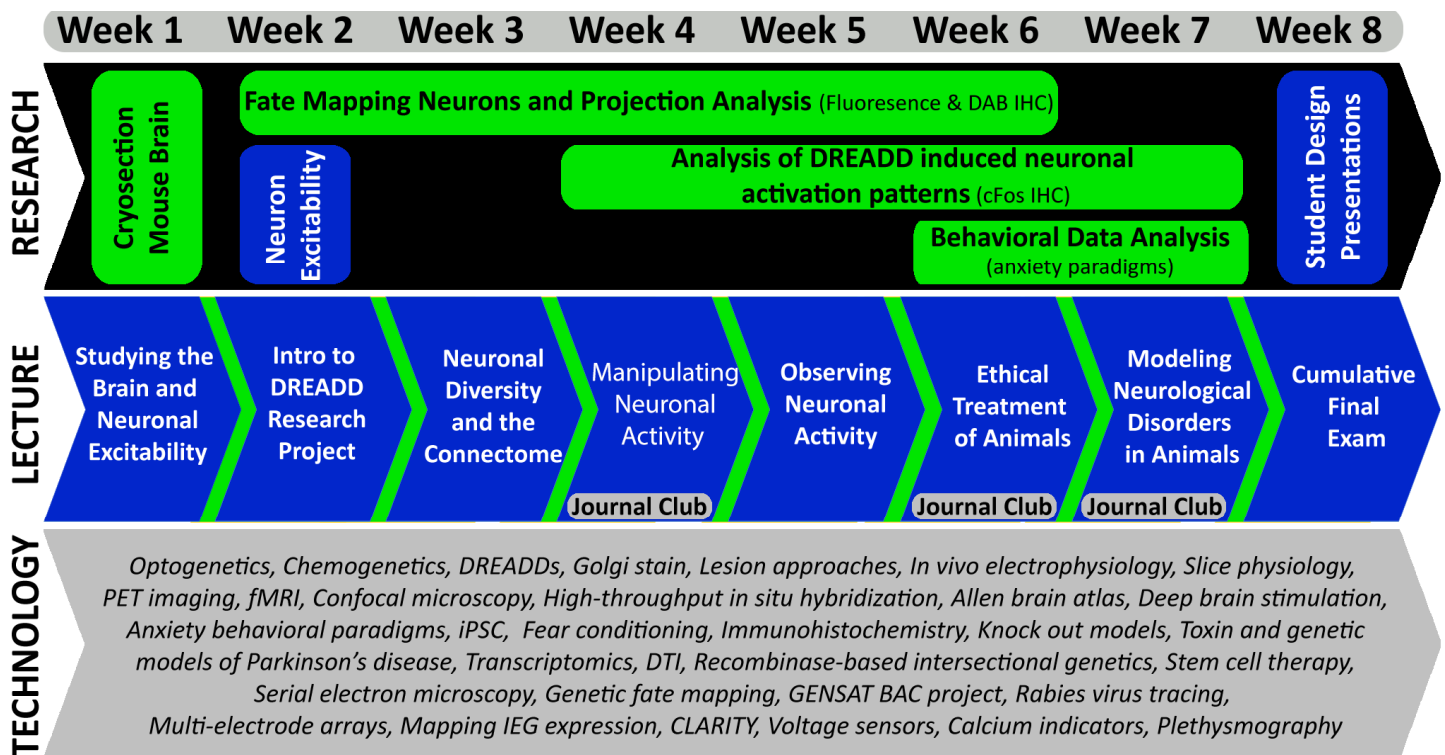 Week 1 Week 2 Week 3 Week 4 Week 5 Week 6 Week 7 Week 8
RESEARCH
Cryosection
Mouse Brain
Fate Mapping Neurons and Projection Analysis (Fluoresence & DAB IHC)
Neuron
Excitability
Analysis of DREADD induced neuronal
activation patterns (cFos IHC)
Behavioral Data Analysis
(anxiety paradigms)
Student Design
Presentations
LECTURE
Studying the
Brain and
Neuronal
Excitability
Intro to
DREADD
Research
Project
Neuronal
Diversity
and the
Connectome
Manipulating
Neuronal
Activity
Journal Club
Observing
Neuronal
Activity
Ethical
Treatment
of Animals
Journal Club
Modeling
Neurological
Disorders
in Animals
Journal Club
Cumulative
Final
Exam
TECHNOLOGY
Optogenetics, Chemogenetics, DREADDs, Golgi stain, Lesion approaches, In vivo electrophysiology, Slice physiology,
PET imaging, fMRI, Confocal microscopy, High-throughput in situ hybridization, Allen brain atlas, Deep brain stimulation,
Anxiety behavioral paradigms, iPSC, Fear conditioning, Immunohistochemistry, Knock out models, Toxin and genetic
models of Parkinson's disease, Transcriptomics, DTI, Recombinase-based intersectional genetics, Stem cell therapy,
Serial electron microscopy, Genetic fate mapping, GENSAT BAC project, Rabies virus tracing,
Multi-electrode arrays, Mapping IEG expression, CLARITY, Voltage sensors, Calcium indicators, Plethysmography